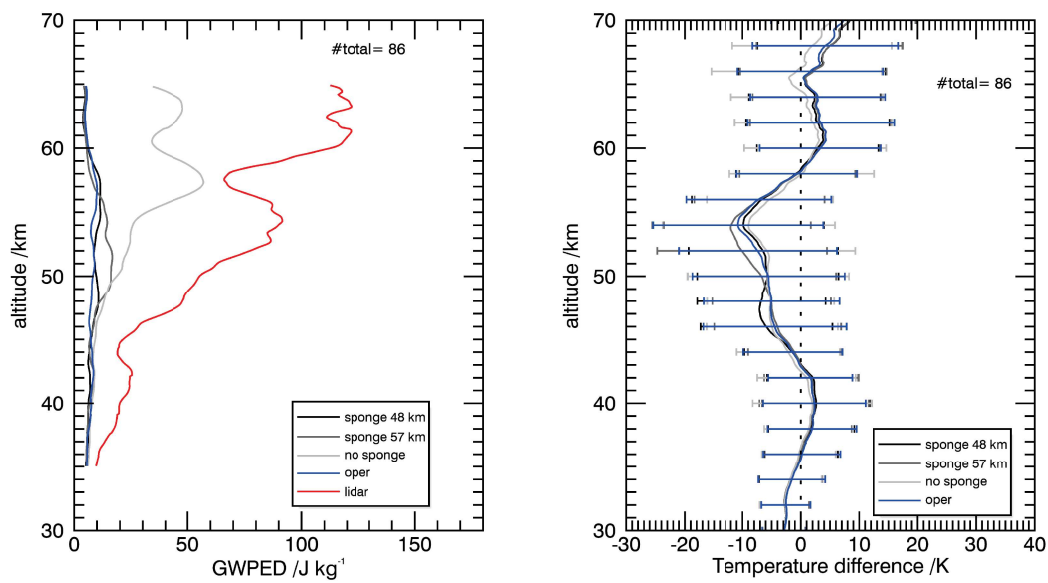 70
60
50
40
30
altitude /km
#total= 86
sponge 48 km
sponge 57 km
no sponge
oper
lidar
0
50
100
150
GWPED /J kg-1
70
60
50
40
30
altitude /km
#total= 86
sponge 48 km
sponge 57 km
no sponge
oper
-30
-20
-10
0
10
20
30
40
Temperature difference /K